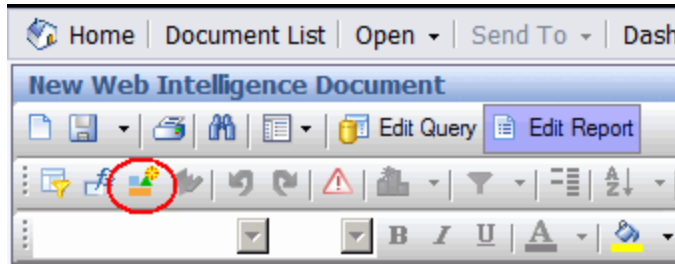 Home | Document List | Open | Send To | Dash
New Web Intelligence Document
Edit Query Edit Report
B I U A